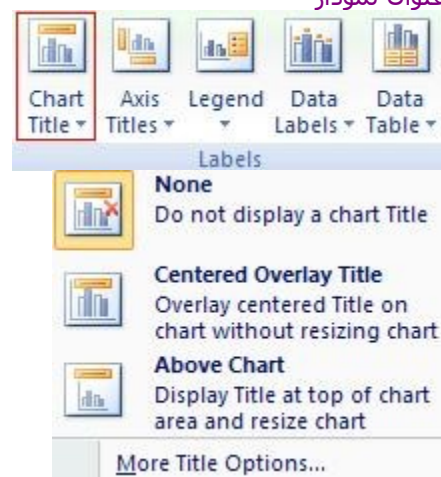 عنوان نمودار
Chart Title
Axis Titles
Legend
Data Labels
Data Table
Labels
None
Do not display a chart Title
Centered Overlay Title
Overlay centered Title on
chart without resizing chart
Above Chart
Display Title at top of chart
area and resize chart
More Title Options...